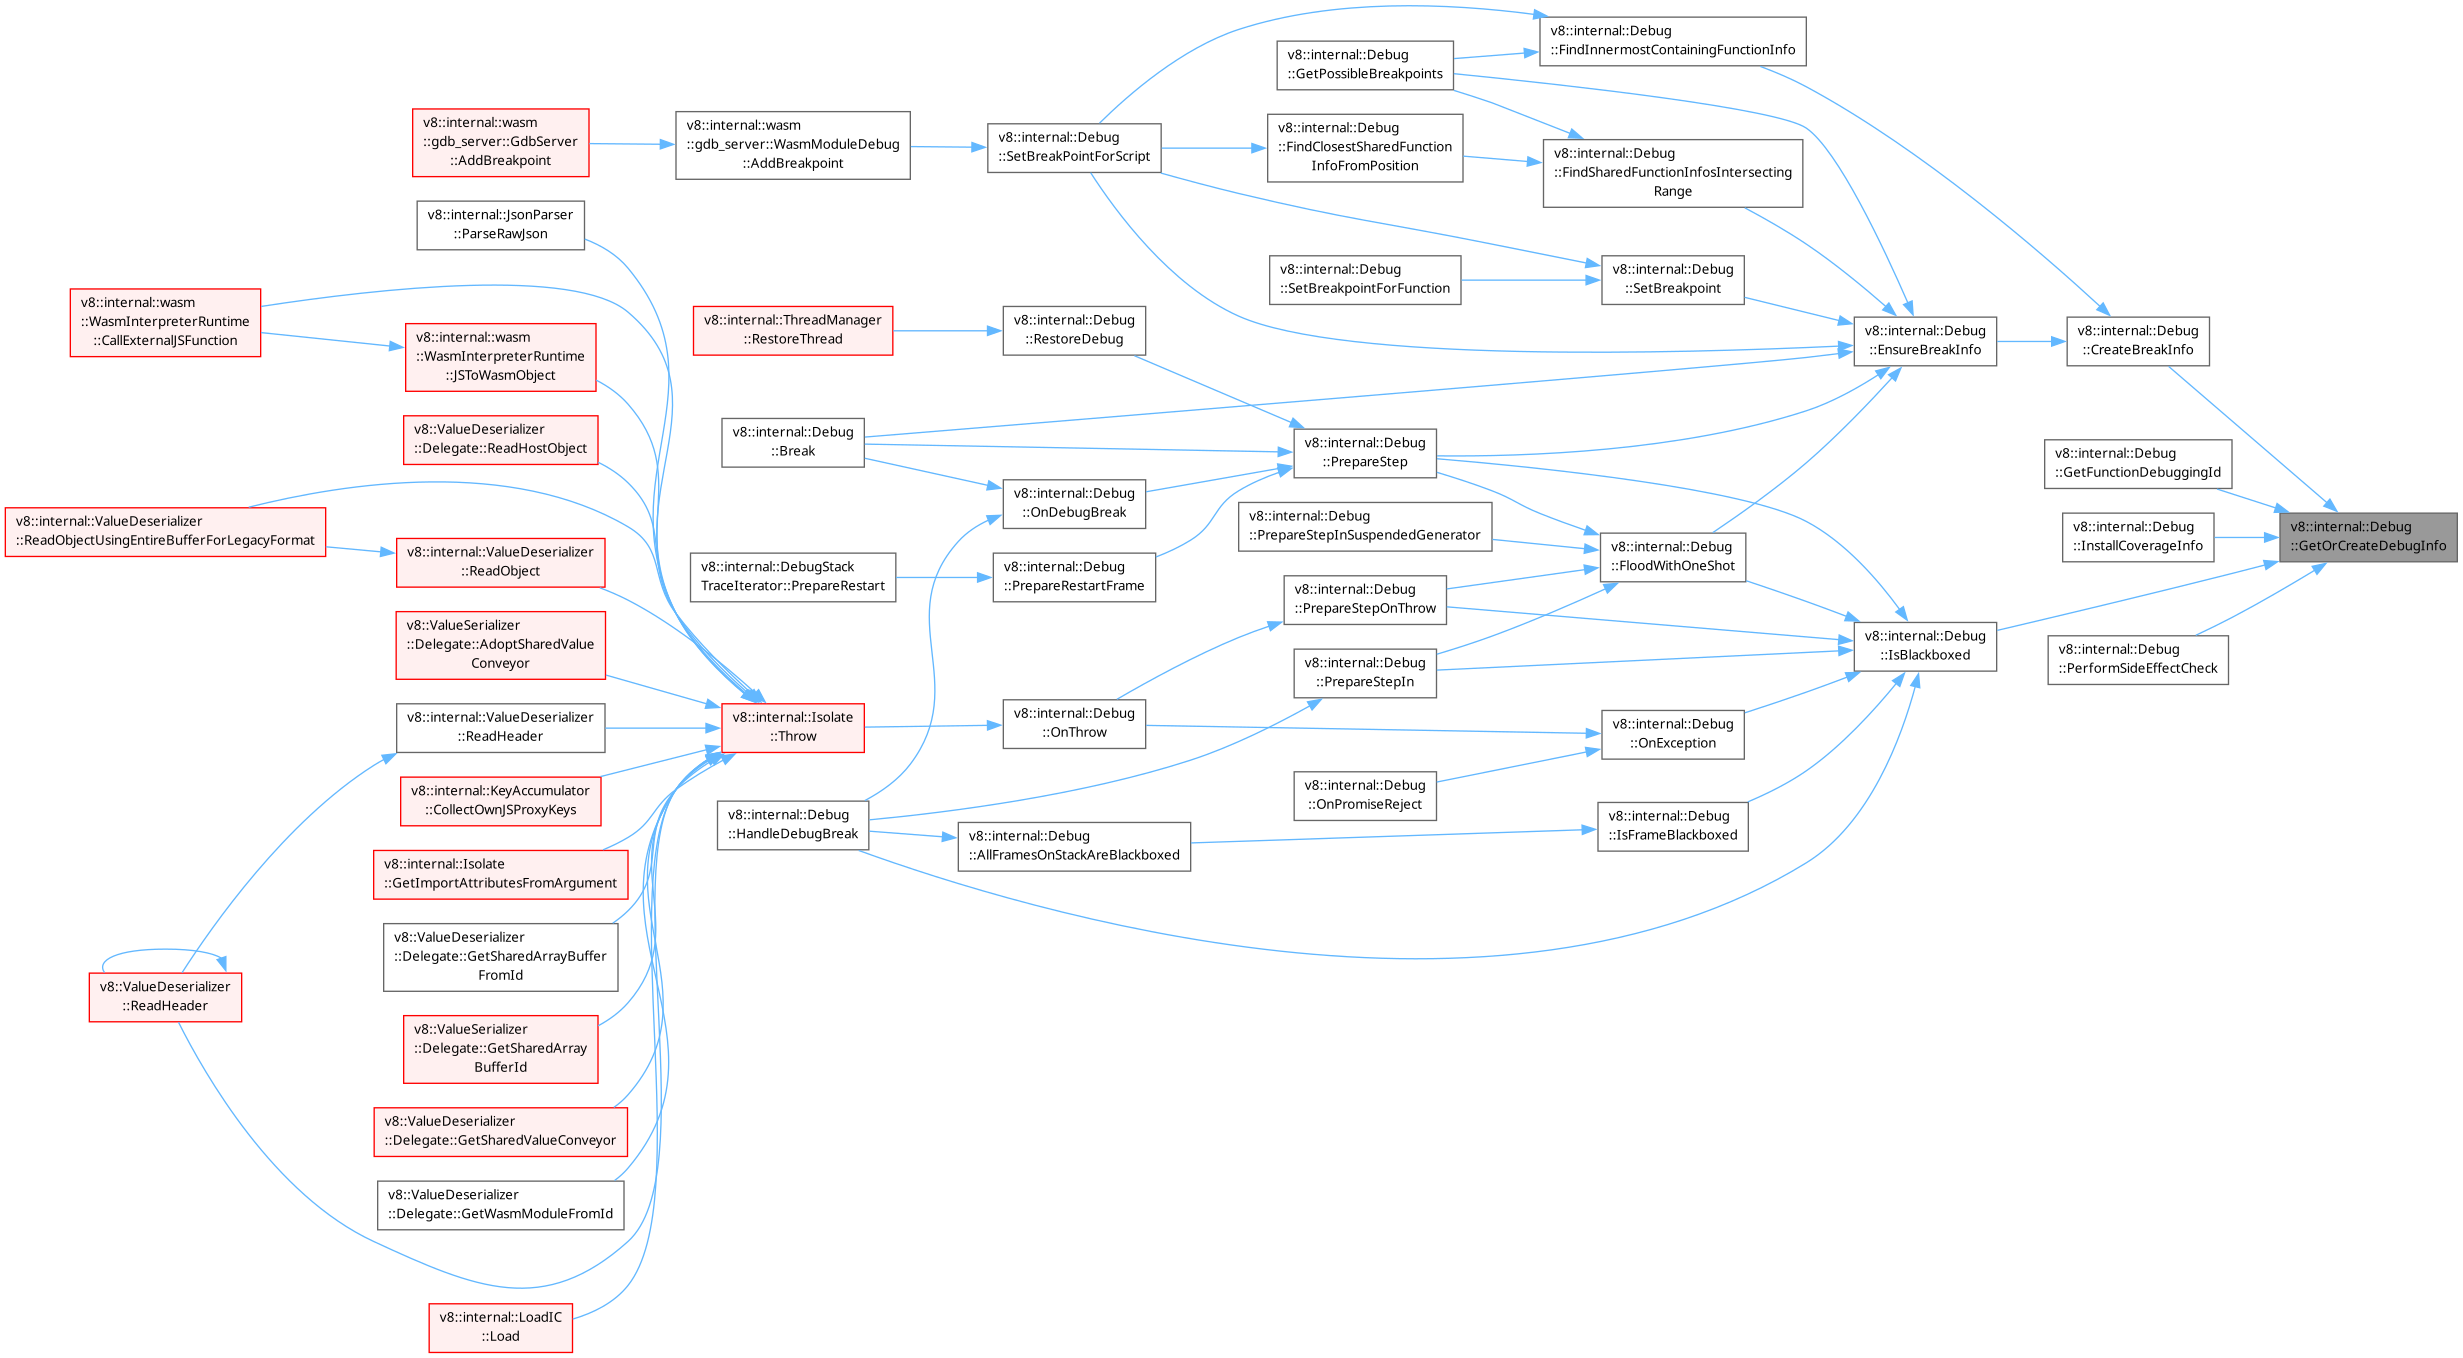 v8::internal::Debug
::FindInnermostContainingFunctionInfo
v8::internal::Debug
::GetPossibleBreakpoints
v8::internal::wasm
::gdb_server::GdbServer
::AddBreakpoint
v8::internal::wasm
::gdb_server::WasmModuleDebug
::AddBreakpoint
v8::internal::Debug
::SetBreakPointForScript
v8::internal::Debug
::FindClosestSharedFunction
InfoFromPosition
v8::internal::Debug
::FindSharedFunctionInfosIntersecting
Range
v8::internal::JsonParser
::ParseRawJson
v8::internal::Debug
::SetBreakpointForFunction
v8::internal::Debug
::SetBreakpoint
v8::internal::wasm
::WasmInterpreterRuntime
::CallExternalJSFunction
v8::internal::wasm
::WasmInterpreterRuntime
::JSToWasmObject
v8::internal::ThreadManager
::RestoreThread
v8::internal::Debug
::RestoreDebug
v8::internal::Debug
::EnsureBreakInfo
v8::internal::Debug
::CreateBreakInfo
v8::ValueDeserializer
::Delegate::ReadHostObject
v8::internal::Debug
::Break
v8::internal::Debug
::PrepareStep
v8::internal::Debug
::GetFunctionDebuggingId
v8::internal::Debug
::OnDebugBreak
v8::internal::ValueDeserializer
::ReadObjectUsingEntireBufferForLegacyFormat
v8::internal::Debug
::PrepareStepInSuspendedGenerator
v8::internal::Debug
::InstallCoverageInfo
v8::internal::Debug
::GetOrCreateDebugInfo
v8::internal::ValueDeserializer
::ReadObject
v8::internal::DebugStack
TraceIterator::PrepareRestart
v8::internal::Debug
::PrepareRestartFrame
v8::internal::Debug
::FloodWithOneShot
v8::internal::Debug
::PrepareStepOnThrow
v8::ValueSerializer
::Delegate::AdoptSharedValue
Conveyor
v8::internal::Debug
::IsBlackboxed
v8::internal::Debug
::PerformSideEffectCheck
v8::internal::Debug
::PrepareStepIn
v8::internal::ValueDeserializer
::ReadHeader
v8::internal::Isolate
::Throw
v8::internal::Debug
::OnThrow
v8::internal::Debug
::OnException
v8::internal::KeyAccumulator
::CollectOwnJSProxyKeys
v8::internal::Debug
::OnPromiseReject
v8::internal::Debug
::HandleDebugBreak
v8::internal::Debug
::AllFramesOnStackAreBlackboxed
v8::internal::Debug
::IsFrameBlackboxed
v8::internal::Isolate
::GetImportAttributesFromArgument
v8::ValueDeserializer
::Delegate::GetSharedArrayBuffer
FromId
v8::ValueDeserializer
::ReadHeader
v8::ValueSerializer
::Delegate::GetSharedArray
BufferId
v8::ValueDeserializer
::Delegate::GetSharedValueConveyor
v8::ValueDeserializer
::Delegate::GetWasmModuleFromId
v8::internal::LoadIC
::Load